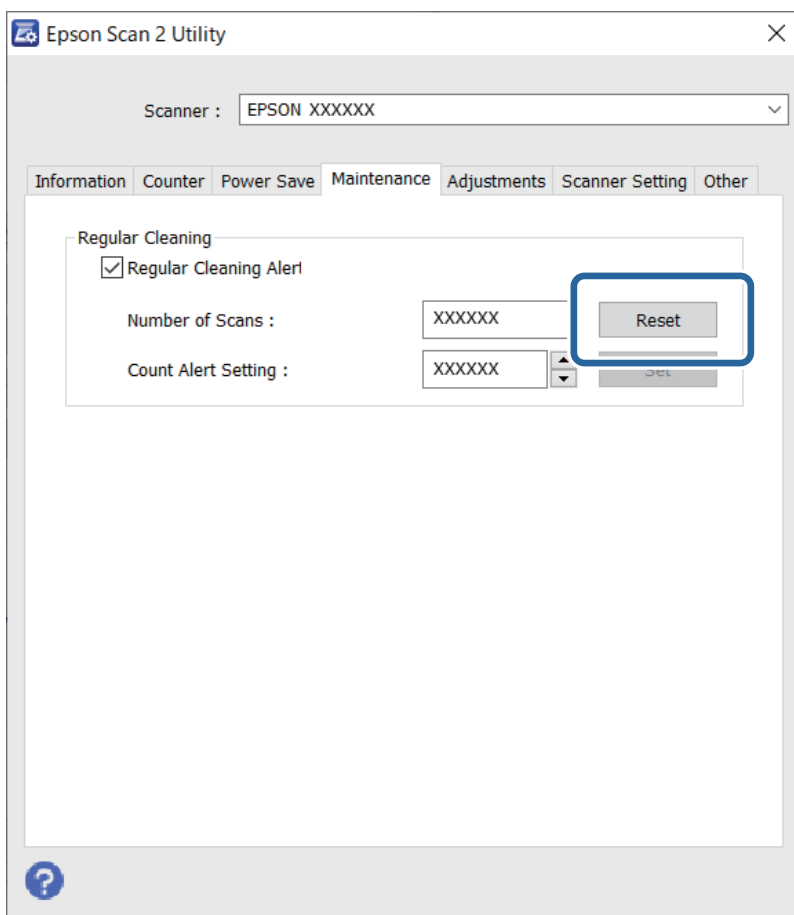 Epson Scan 2 Utility
Scanner : EPSON XXXXXX
Information Counter Power Save Maintenance Adjustments Scanner Setting Other
Regular Cleaning
Regular Cleaning Alert
Number of Scans : XXXXXX Reset
Count Alert Setting : XXXXXX Set
?